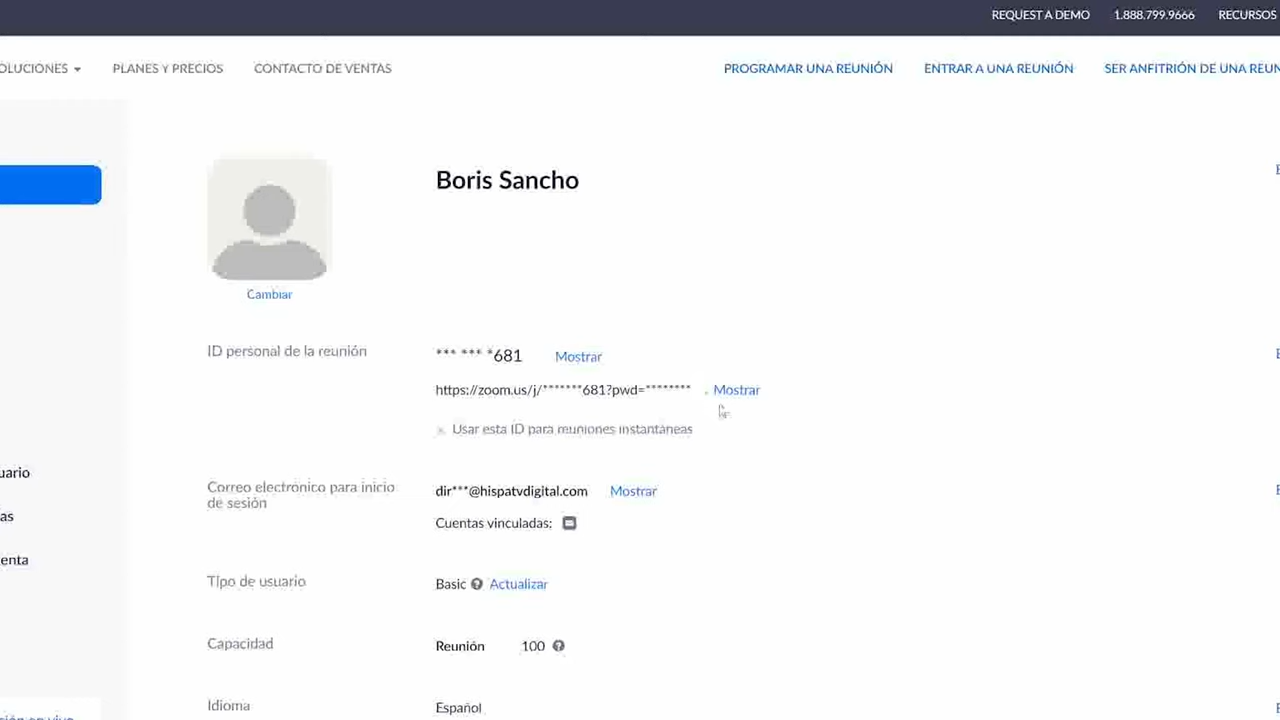 REQUEST A DEMO 1.888.799.9666 RECURSOS
OLUCIONES PLANES Y PRECIOS CONTACTO DE VENTAS PROGRAMAR UNA REUNIÓN ENTRAR A UNA REUNIÓN SER ANFITRIÓN DE UNA REUN
Boris Sancho
Cambiar
ID personal de la reunión *** *** *681 Mostrar
https://zoom.us/j/*******681?pwd=******** Mostrar
Usar esta ID para muniones instantáneas
Correo electrónico para inicio de sesión dir***@hispatvdigital.com Mostrar
Cuentas vinculadas:
uario
as
enta
Tipo de usuario Basic Actualizar
Capacidad Reunión 100
Idioma Español